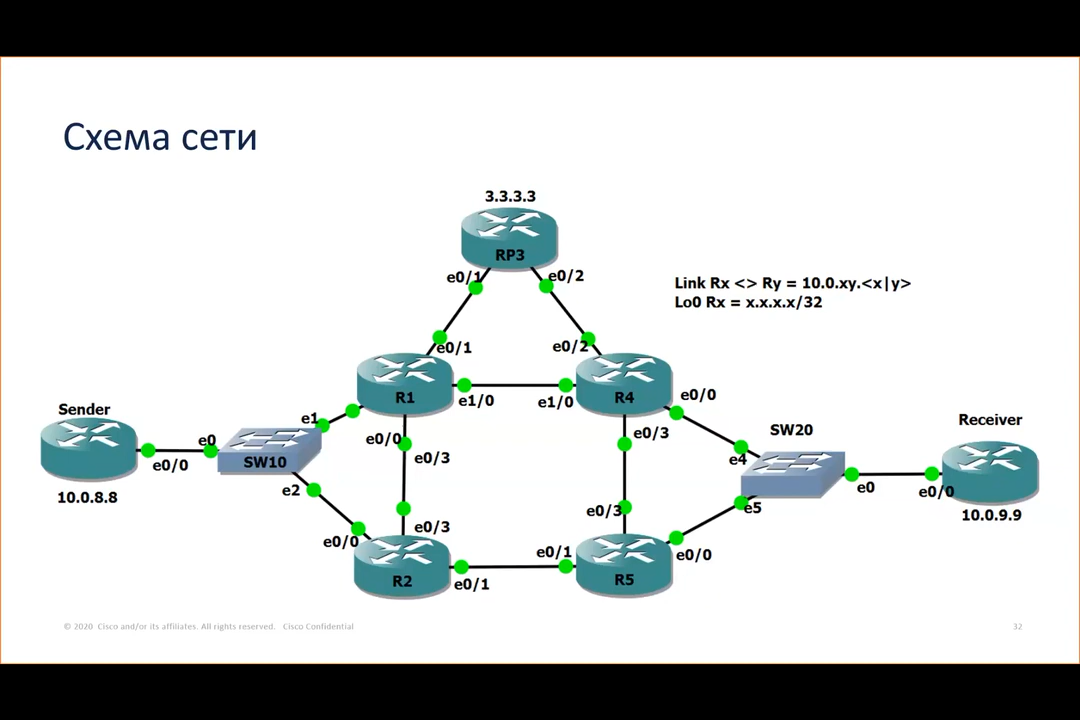 Схема сети
3.3.3.3
RP3
e0/1
e0/2
Link Rx <> Ry = 10.0.xy.<x|y>
Lo0 Rx = x.x.x.x/32
e0/1
e0/2
R1
R4
e1/0
e1/0
e0/0
Sender
e1
e0/0
e0/3
SW20
Receiver
e0
e0/0
SW10
e0/3
e4
10.0.8.8
e2
e0
e0/0
e5
10.0.9.9
e0/0
e0/3
e0/3
e0/1
e0/0
R2
R5
e0/1
© 2020 Cisco and/or its affiliates. All rights reserved. Cisco Confidential
32